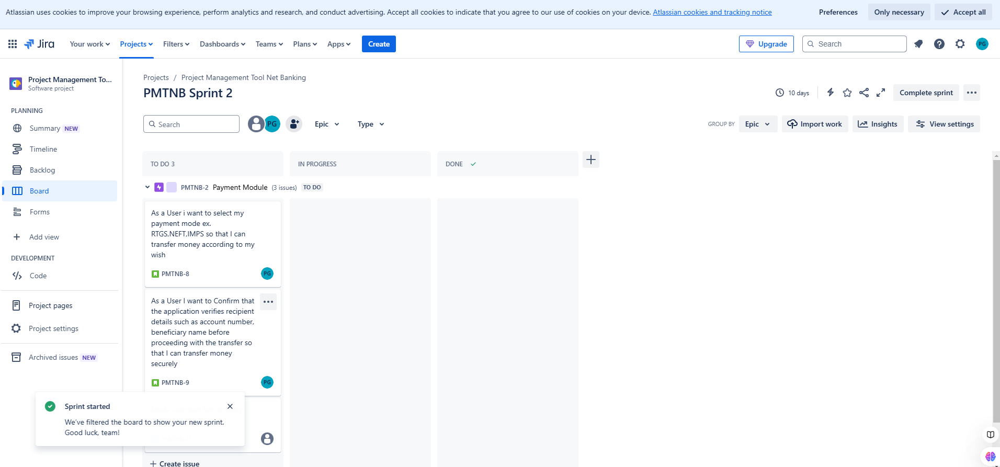 Atlassian uses cookies to improve your browsing experience, perform analytics and research, and conduct advertising. Accept all cookies to indicate that you agree to our use of cookies on your device. Atlassian cookies and tracking notice
Preferences
Only necessary
Accept all
Jira
Your work
Projects
Filters
Dashboards
Teams
Plans
Apps
Create
Upgrade
Search
PG
Project Management To...
Software project
PLANNING
Summary NEW
Timeline
Backlog
Board
Forms
Add view
DEVELOPMENT
Code
Project pages
Project settings
Archived issues NEW
Projects / Project Management Tool Net Banking
PMTNB Sprint 2
10 days
Complete sprint
Search
PG
Epic
Type
GROUP BY
Epic
Import work
Insights
View settings
TO DO 3
IN PROGRESS
DONE
PMTNB-2 Payment Module (3 issues) TO DO
As a User i want to select my
payment mode ex.
RTGS,NEFT,IMPS so that I can
transfer money according to my
wish
PMTNB-8
PG
As a User I want to Confirm that
the application verifies recipient
details such as account number,
beneficiary name before
proceeding with the transfer so
that I can transfer money
securely
PMTNB-9
PG
Create issue
Sprint started
We've filtered the board to show your new sprint.
Good luck, team!